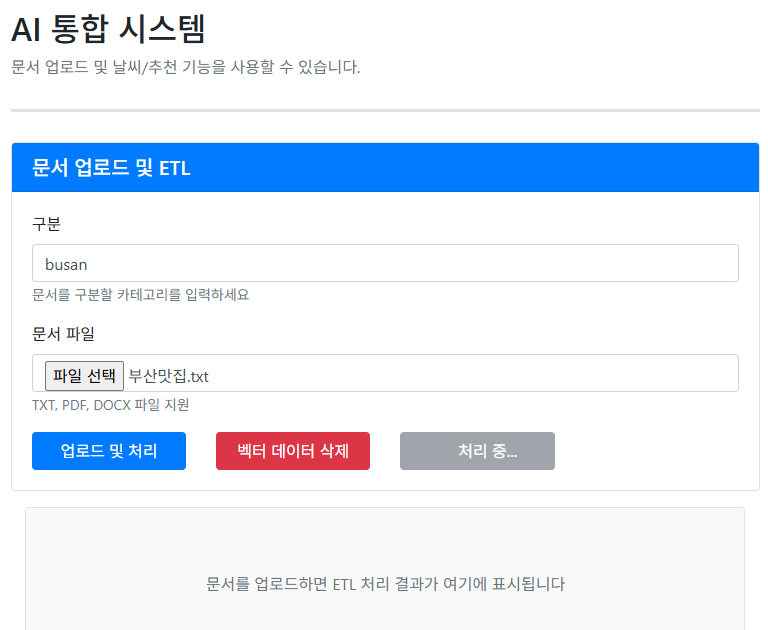 AI 통합 시스템
문서 업로드 및 날씨/추천 기능을 사용할 수 있습니다.
문서 업로드 및 ETL
구분
busan
문서를 구분할 카테고리를 입력하세요
문서 파일
파일 선택 부산맛집.txt
TXT, PDF, DOCX 파일 지원
업로드 및 처리 벡터 데이터 삭제 처리 중...
문서를 업로드하면 ETL 처리 결과가 여기에 표시됩니다